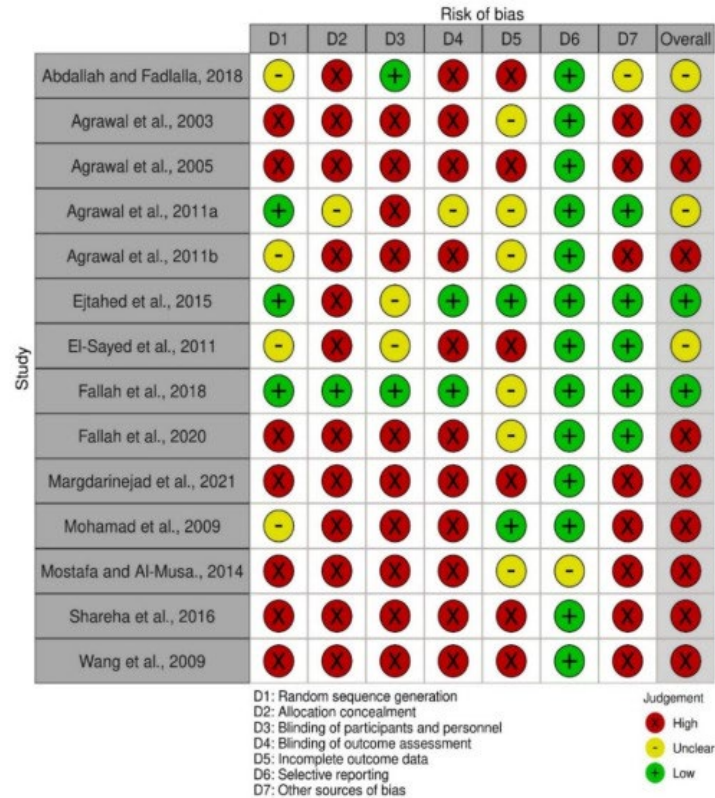 Risk of bias
D1 D2 D3 D4 D5 D6 D7 Overall
Study
Abdallah and Fadlalla, 2018 - X + X X + - -
Agrawal et al., 2003 X X X X - + X X
Agrawal et al., 2005 X X X X X + X X
Agrawal et al., 2011a + - X - - + + -
Agrawal et al., 2011b - X X X - + X X
Ejtahed et al., 2015 + X - + + + + +
El-Sayed et al., 2011 - X - X X + + -
Fallah et al., 2018 + + + + - + + +
Fallah et al., 2020 X X X X - + + X
Margdarinejad et al., 2021 X X X X X + X X
Mohamad et al., 2009 - X X X + + X X
Mostafa and Al-Musa., 2014 X X X X - - X X
Shareha et al., 2016 X X X X X + X X
Wang et al., 2009 X X X X X + X X
D1: Random sequence generation
D2: Allocation concealment
D3: Blinding of participants and personnel
D4: Blinding of outcome assessment
D5: Incomplete outcome data
D6: Selective reporting
D7: Other sources of bias
Judgement
X High
- Unclear
+ Low